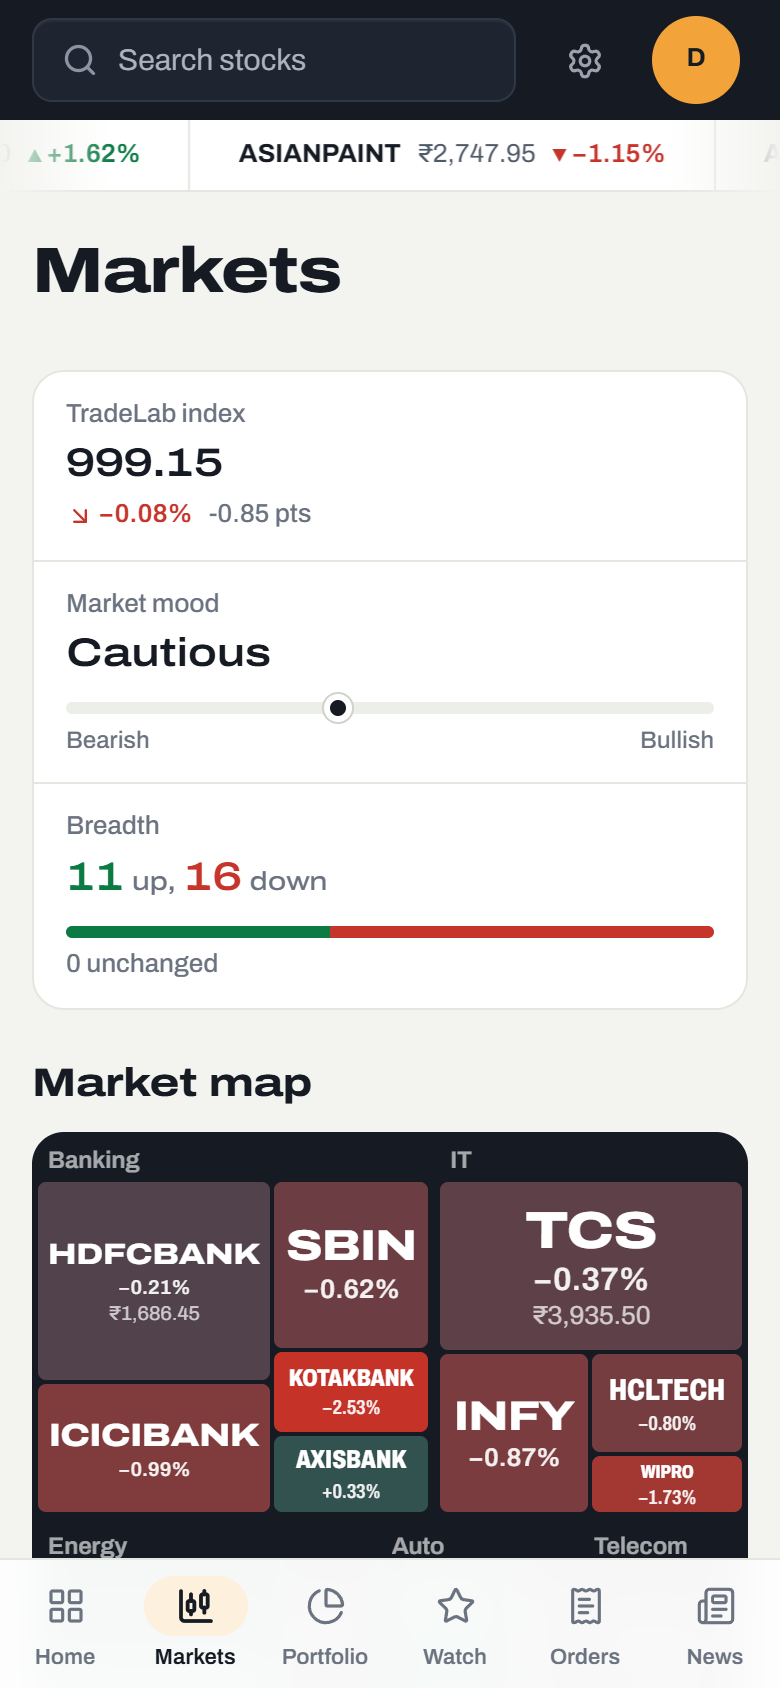 Search stocks
D
▲+1.62%
ASIANPAINT ₹2,747.95 ▼−1.15%
Markets
TradeLab index
999.15
↘ −0.08% -0.85 pts
Market mood
Cautious
Bearish Bullish
Breadth
11 up, 16 down
0 unchanged
Market map
Banking
HDFCBANK
−0.21%
₹1,686.45
SBIN
−0.62%
ICICIBANK
−0.99%
KOTAKBANK
−2.53%
AXISBANK
+0.33%
IT
TCS
−0.37%
₹3,935.50
INFY
−0.87%
HCLTECH
−0.80%
WIPRO
−1.73%
Energy Auto Telecom
Home Markets Portfolio Watch Orders News